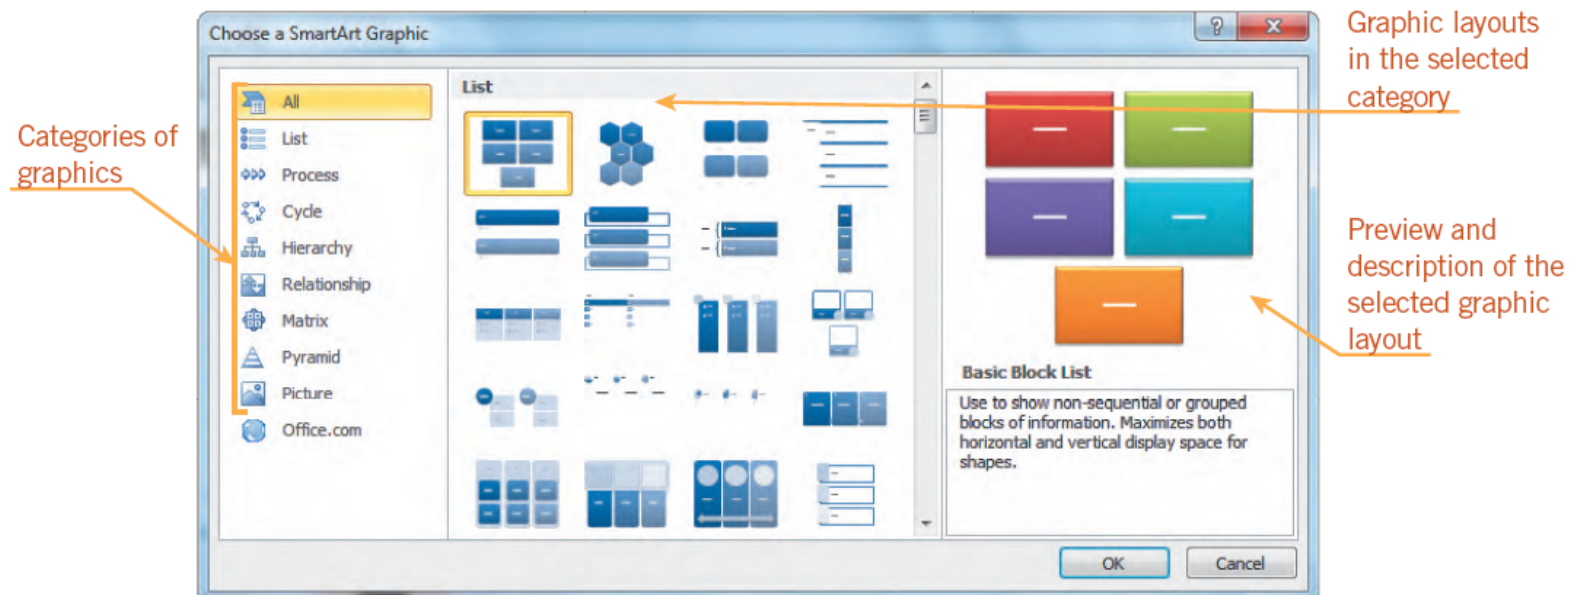 Choose a SmartArt Graphic
Categories of
graphics
All
List
Process
Cycle
Hierarchy
Relationship
Matrix
Pyramid
Picture
Office.com
List
Basic Block List
Use to show non-sequential or grouped
blocks of information. Maximizes both
horizontal and vertical display space for
shapes.
OK
Cancel
Graphic layouts
in the selected
category
Preview and
description of the
selected graphic
layout